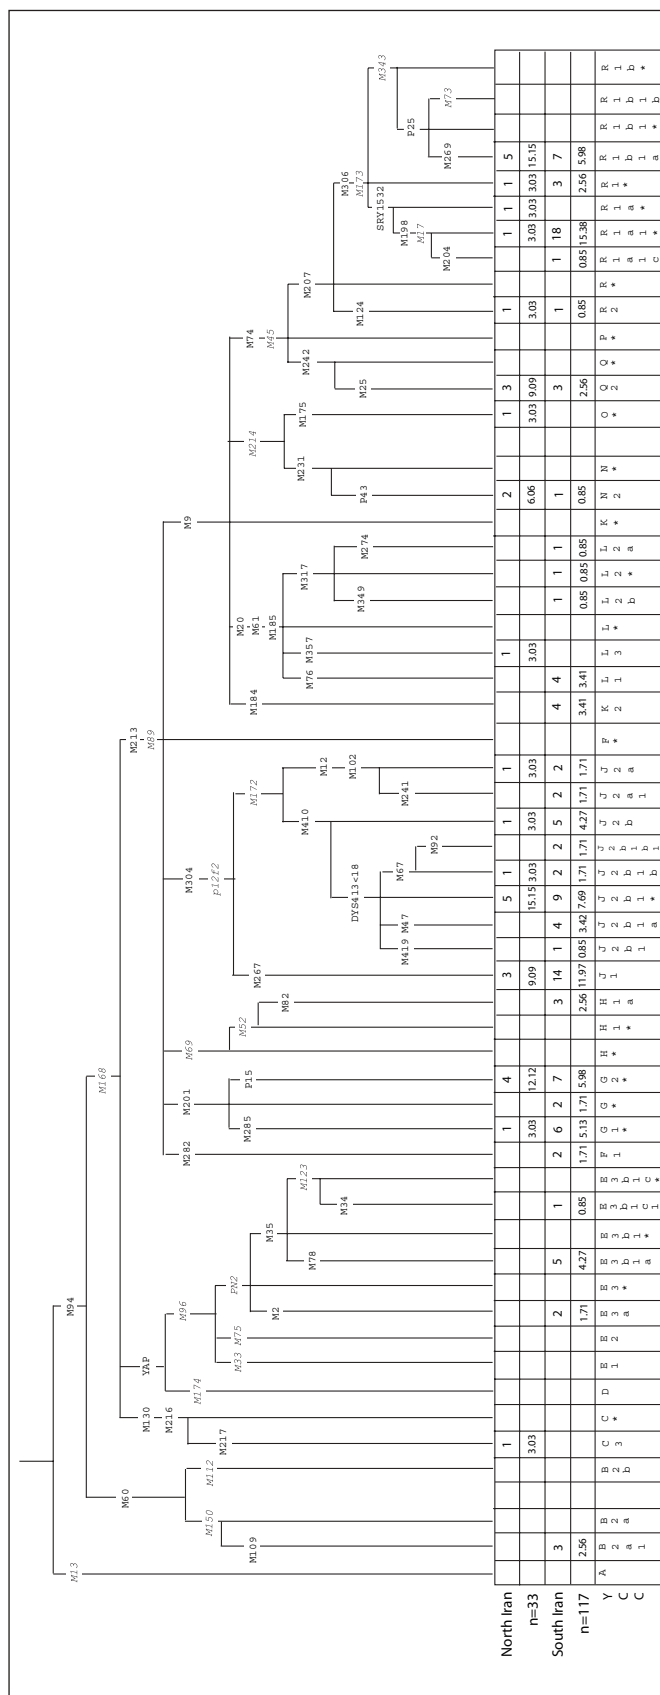 M13
M94
M168
M60
M213
M89
M130
M216
YAP
M150
M112
M109
M217
M174
M96
M33
M75
PN2
M2
M35
M78
M123
M34
M282
M201
M285
P15
M69
M52
M82
M304
p12f2
M267
M172
M410
M12
M102
M241
DYS413<18
M419
M47
M67
M92
M9
M184
M20
M61
M185
M76
M357
M317
M349
M274
M214
M231
M175
P43
M74
M45
M242
M25
M207
M124
M306
M173
SRY1532
M198
M17
M204
M343
P25
M269
M73
North Iran 1 1 4 3 5 1 1 1 1 2 1 3 1 1 1 1 5
n=33 3.03 3.03 12.12 9.09 15.15 3.03 3.03 3.03 3.03 6.06 3.03 9.09 3.03 3.03 3.03 3.03 15.15
South Iran 3 2 5 1 2 6 2 7 3 14 1 4 9 2 2 5 2 2 4 4 1 1 1 1 3 1 1 18 3 7
n=117 2.56 1.71 4.27 0.85 1.71 5.13 1.71 5.98 2.56 11.97 0.85 3.42 7.69 1.71 1.71 4.27 1.71 1.71 3.41 3.41 0.85 0.85 0.85 0.85 2.56 0.85 0.85 15.38 2.56 5.98
YCC A B2a1 B2a B2b C3 C* D E1 E2 E3a E3* E3b1a E3b1* E3b1c1 E3b1c* F1 G1* G* G2* H* H1* H1a J1 J2b1 J2b1a J2b1* J2b1b J2b1b1 J2b J2a1 J2a F* K2 L1 L3 L* L2b L2* L2a K* N2 N* O* Q2 Q* P* R2 R* R1a1c R1a1* R1a* R1* R1b1a R1b1* R1b1b R1b*